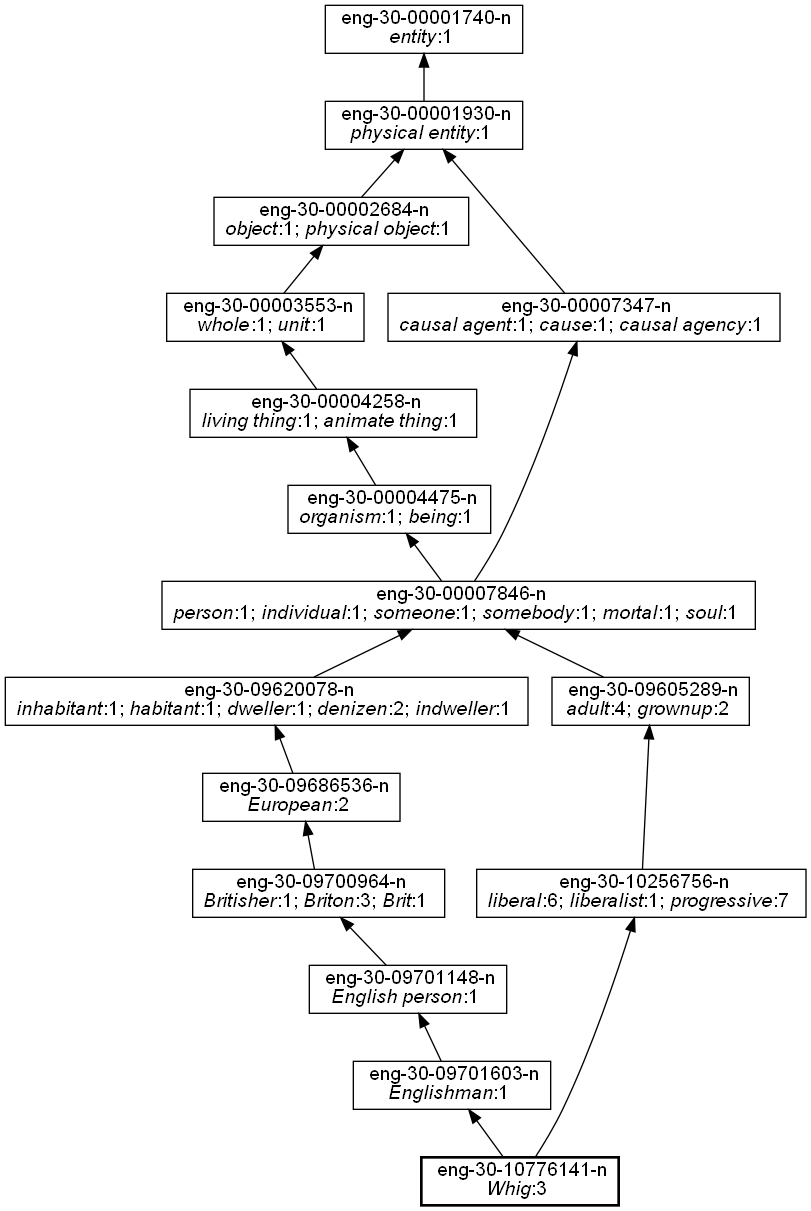 eng-30-00001740-n
entity:1
eng-30-00001930-n
physical entity:1
eng-30-00002684-n
object:1; physical object:1
eng-30-00003553-n
whole:1; unit:1
eng-30-00007347-n
causal agent:1; cause:1; causal agency:1
eng-30-00004258-n
living thing:1; animate thing:1
eng-30-00004475-n
organism:1; being:1
eng-30-00007846-n
person:1; individual:1; someone:1; somebody:1; mortal:1; soul:1
eng-30-09620078-n
inhabitant:1; habitant:1; dweller:1; denizen:2; indweller:1
eng-30-09605289-n
adult:4; grownup:2
eng-30-09686536-n
European:2
eng-30-09700964-n
Britisher:1; Briton:3; Brit:1
eng-30-10256756-n
liberal:6; liberalist:1; progressive:7
eng-30-09701148-n
English person:1
eng-30-09701603-n
Englishman:1
eng-30-10776141-n
Whig:3